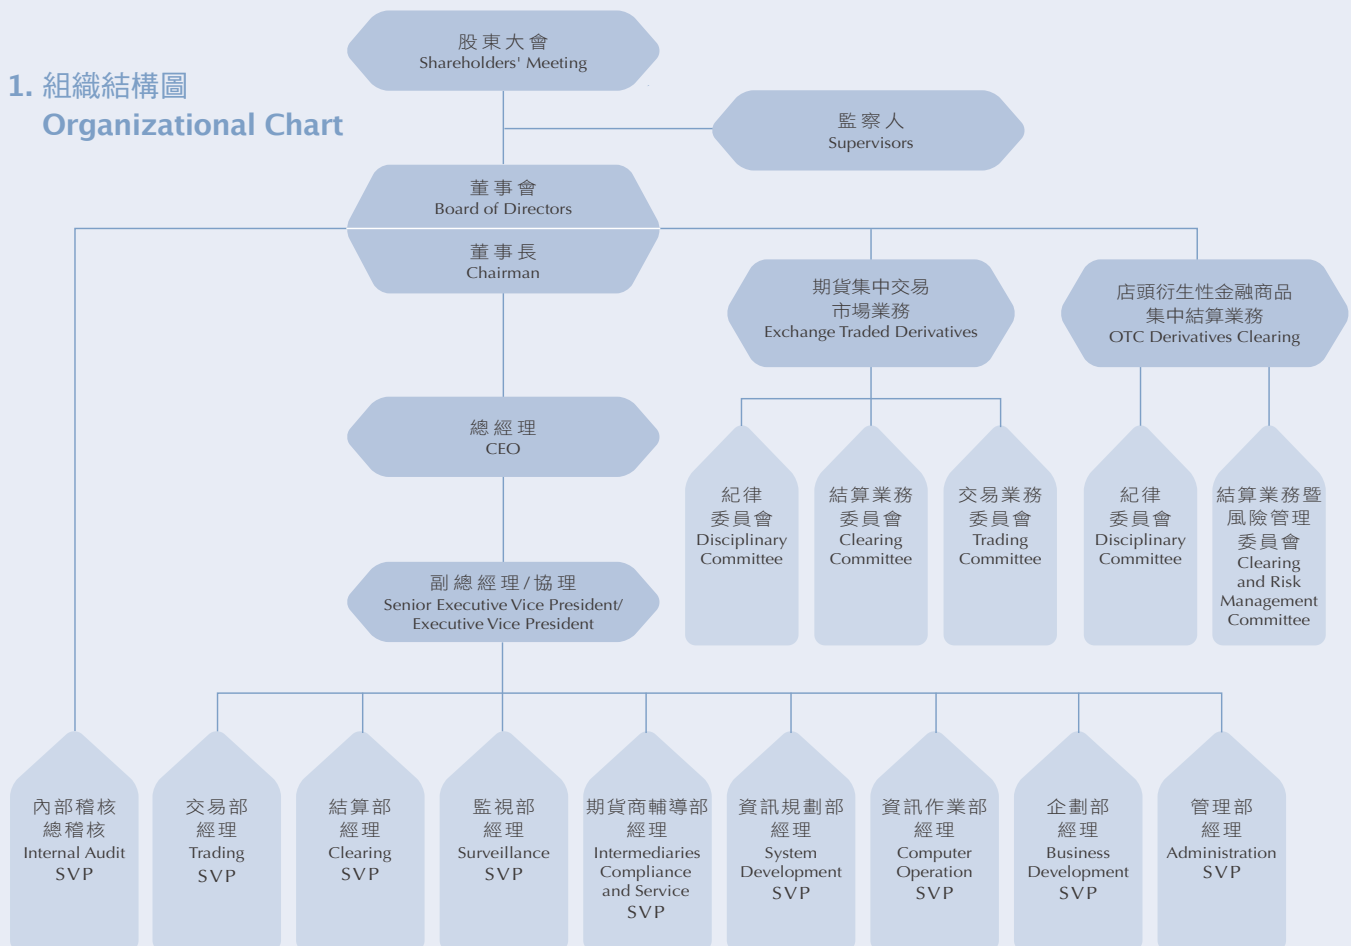 股東大會
Shareholders' Meeting
1. 組織結構圖
Organizational Chart
監察人
Supervisors
董事會
Board of Directors
董事長
Chairman
期貨集中交易
市場業務
Exchange Traded Derivatives
店頭衍生性金融商品
集中結算業務
OTC Derivatives Clearing
總經理
CEO
紀律
委員會
Disciplinary
Committee
結算業務
委員會
Clearing
Committee
交易業務
委員會
Trading
Committee
紀律
委員會
Disciplinary
Committee
結算業務暨
風險管理
委員會
Clearing
and Risk
Management
Committee
副總經理/協理
Senior Executive Vice President/
Executive Vice President
內部稽核
總稽核
Internal Audit
SVP
交易部
經理
Trading
SVP
結算部
經理
Clearing
SVP
監視部
經理
Surveillance
SVP
期貨商輔導部
經理
Intermediaries
Compliance
and Service
SVP
資訊規劃部
經理
System
Development
SVP
資訊作業部
經理
Computer
Operation
SVP
企劃部
經理
Business
Development
SVP
管理部
經理
Administration
SVP